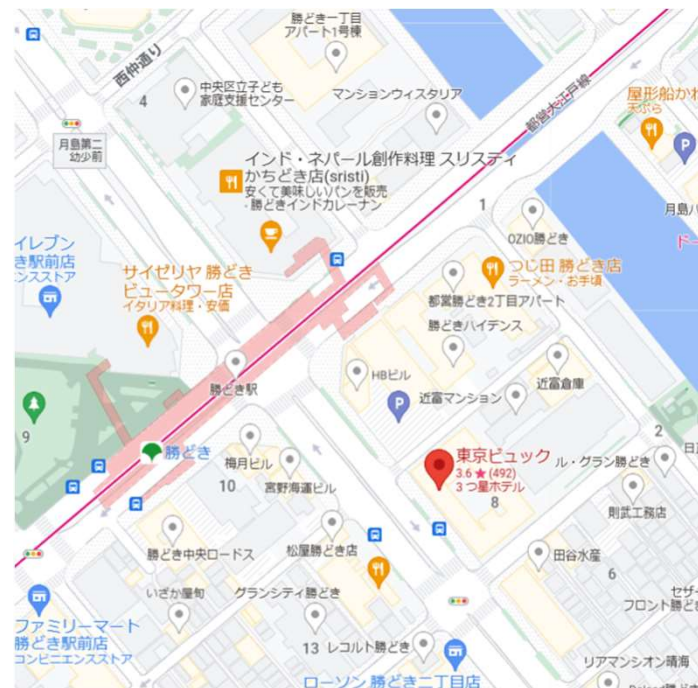 勝どき一丁目
アパート1号棟
西仲通り
4
中央区立子ども
家庭支援センター
マンションウィスタリア
都営大江戸線
屋形船か
天ぷら
P
月島第二
幼少前
インド・ネパール創作料理 スリスティ
かちどき店(sristi)
安くて美味しいパンを販売
· 勝どきインドカレーナン
1
月島
OZIO勝どき
イレブン
き駅前店
エンスストア
サイゼリヤ 勝どき
ビュータワー店
イタリア料理・安価
つじ田 勝どき店
ラーメン・お手頃
ドー
都営勝どき2丁目アパート
勝どきハイデンス
勝どき駅
HBビル
P
近富マンション
近富倉庫
9
勝どき
梅月ビル
10
宮野海運ビル
東京ビュック
3.6★(492)
3 つ星ホテル
8
2
ル・グラン勝どき
則武工務店
勝どき中央ロードス
松屋勝どき店
田谷水産
6
いざか屋旬
グランシティ勝どき
セザ
フロント勝ど
ファミリーマート
勝どき駅前店
コンビニエンスストア
13
レコルト勝どき
ローソン 勝どき二丁目店
リアマンション晴海